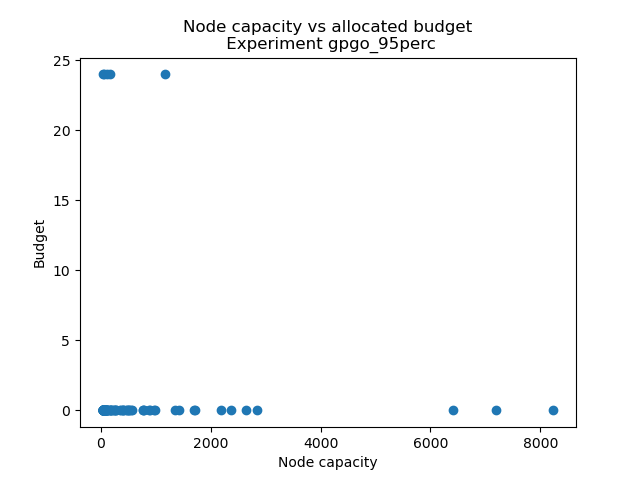 Node capacity vs allocated budget
Experiment gpgo_95perc
25
20
15
10
5
0
Budget
0 2000 4000 6000 8000
Node capacity